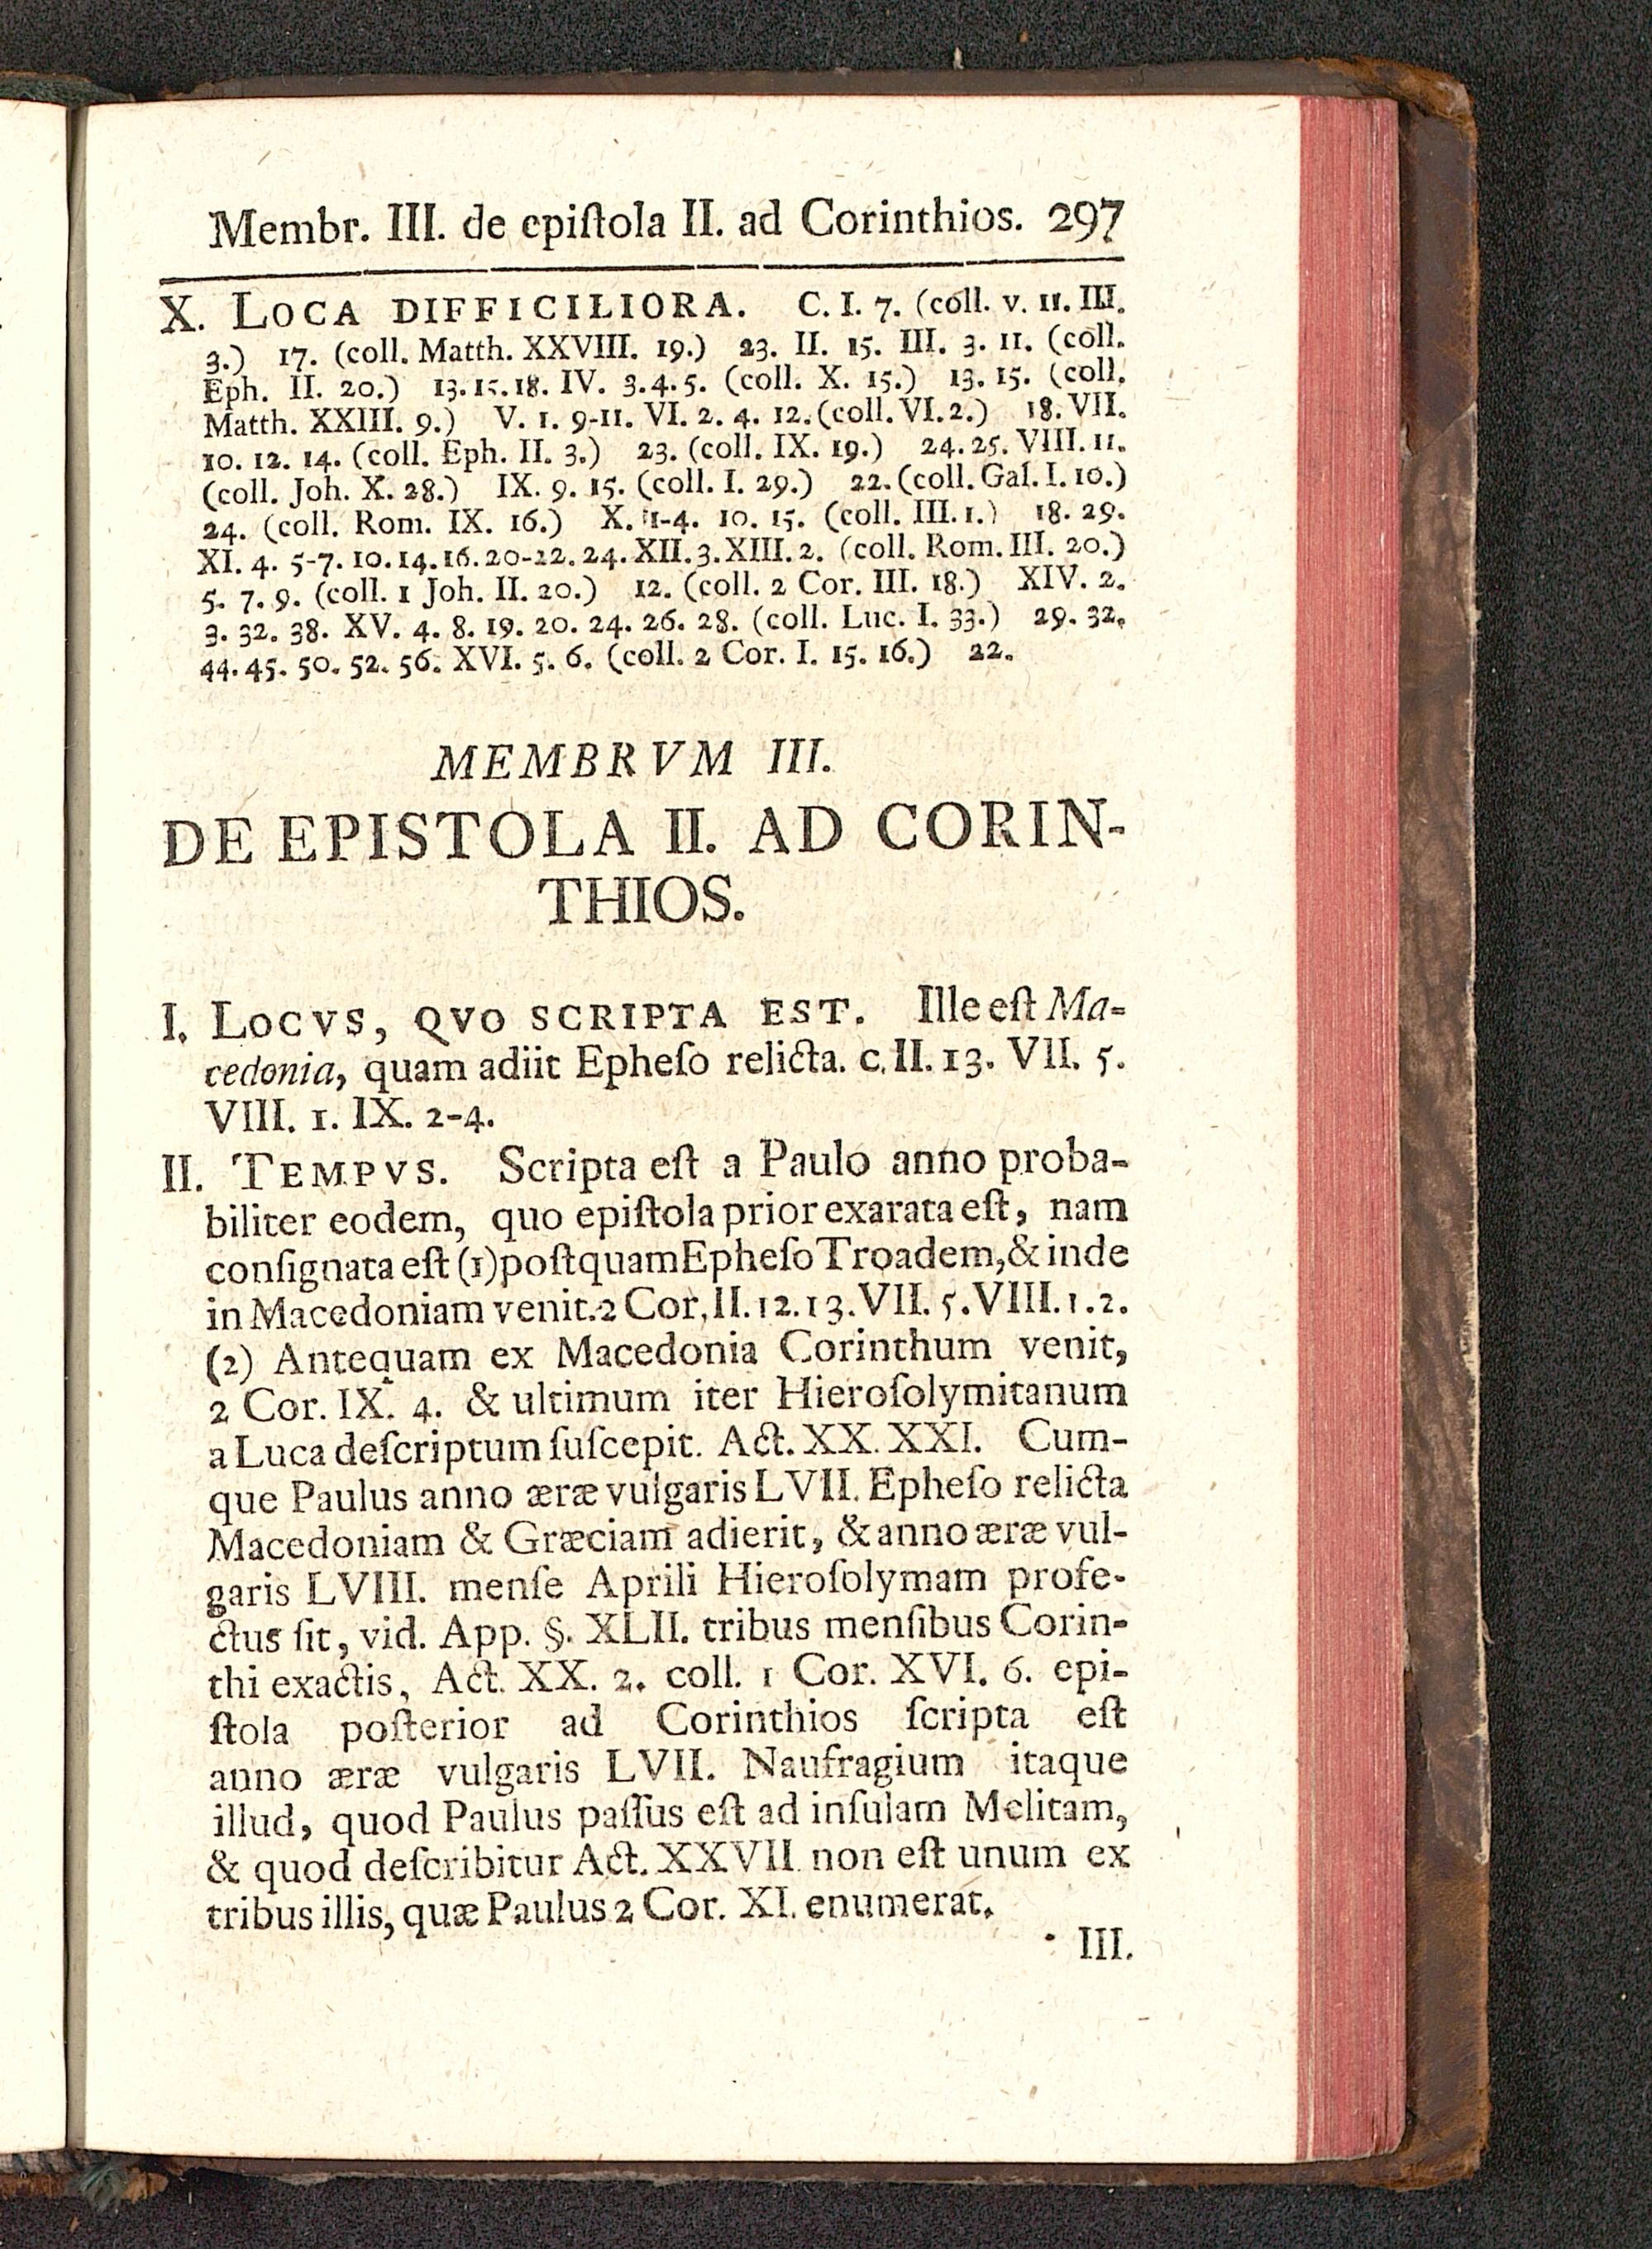 Membr. III. de epiſtola II. ad Corinthios. 297
X. LOCA DIFFICILIORA. C. I. 7. (coll. v. 11. III.
3.) 17. (coll. Matth. XXVIII. 19.) 23. II. 15. III. 3. 11. (coll.
Eph. II. 20.) 13. 15. 18. IV. 3. 4. 5. (coll. X. 15.) 13. 15. (coll.
Matth. XXIII. 9.) V. 1. 9-11. VI. 2. 4. 12. (coll. VI. 2.) 18. VII.
10. 12. 14. (coll. Eph. II. 3.) 23. (coll. IX. 19.) 24. 25. VIII. 11.
(coll. Joh. X. 28.) IX. 9. 15. (coll. I. 29.) 22. (coll. Gal. I. 10.)
24. (coll. Rom. IX. 16.) X. 1-4. 10. 15. (coll. III. 1.) 18. 29.
XI. 4. 5-7. 10. 14. 16. 20-22. 24. XII. 3. XIII. 2. (coll. Rom. III. 20.)
5. 7. 9. (coll. 1 Joh. II. 20.) 12. (coll. 2 Cor. III. 18.) XIV. 2.
3. 32. 38. XV. 4. 8. 19. 20. 24. 26. 28. (coll. Luc. I. 33.) 29. 32.
44. 45. 50. 52. 56. XVI. 5. 6. (coll. 2 Cor. I. 15. 16.) 22.
MEMBRVM III.
DE EPISTOLA II. AD CORIN-
THIOS.
I. LOCVS, QVO SCRIPTA EST. Ille eſt Ma-
cedonia, quam adiit Epheſo relicta. c. II. 13. VII. 5.
VIII. 1. IX. 2-4.
II. TEMPVS. Scripta eſt a Paulo anno proba-
biliter eodem, quo epiſtola prior exarata eſt, nam
conſignata eſt (1) poſtquam Epheſo Troadem, & inde
in Macedoniam venit. 2 Cor. II. 12. 13. VII. 5. VIII. 1. 2.
(2) Antequam ex Macedonia Corinthum venit,
2 Cor. IX. 4. & ultimum iter Hieroſolymitanum
a Luca deſcriptum ſuſcepit. Act. XX. XXI. Cum-
que Paulus anno æræ vulgaris LVII. Epheſo relicta
Macedoniam & Græciam adierit, & anno æræ vul-
garis LVIII. menſe Aprili Hieroſolymam profe-
ctus ſit, vid. App. §. XLII. tribus menſibus Corin-
thi exactis, Act. XX. 2. coll. 1 Cor. XVI. 6. epi-
ſtola poſterior ad Corinthios ſcripta eſt
anno æræ vulgaris LVII. Naufragium itaque
illud, quod Paulus paſſus eſt ad inſulam Melitam,
& quod deſcribitur Act. XXVII. non eſt unum ex
tribus illis, quæ Paulus 2 Cor. XI. enumerat.
III.